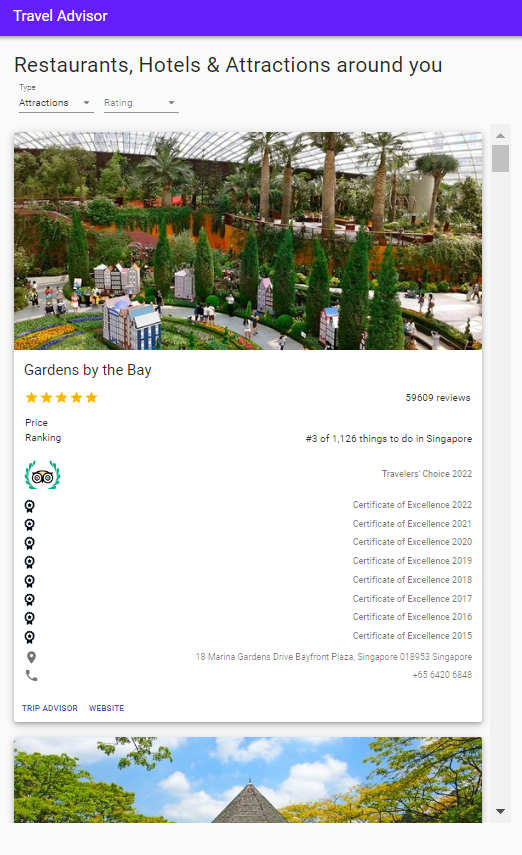 Travel Advisor
Restaurants, Hotels & Attractions around you
Type
Attractions Rating
Gardens by the Bay
59609 reviews
Price
Ranking #3 of 1,126 things to do in Singapore
Travelers' Choice 2022
Certificate of Excellence 2022
Certificate of Excellence 2021
Certificate of Excellence 2020
Certificate of Excellence 2019
Certificate of Excellence 2018
Certificate of Excellence 2017
Certificate of Excellence 2016
Certificate of Excellence 2015
18 Marina Gardens Drive Bayfront Plaza, Singapore 018953 Singapore
+65 6420 6848
TRIP ADVISOR WEBSITE